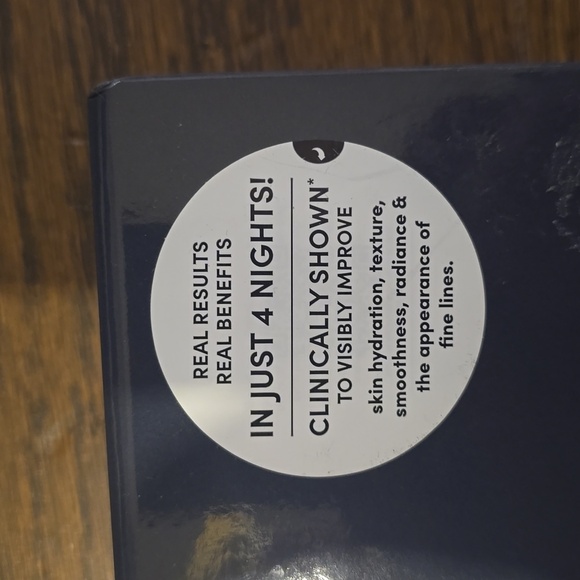 REAL RESULTS
REAL BENEFITS
IN JUST 4 NIGHTS!
CLINICALLY SHOWN*
TO VISIBLY IMPROVE
skin hydration, texture,
smoothness, radiance &
the appearance of
fine lines.